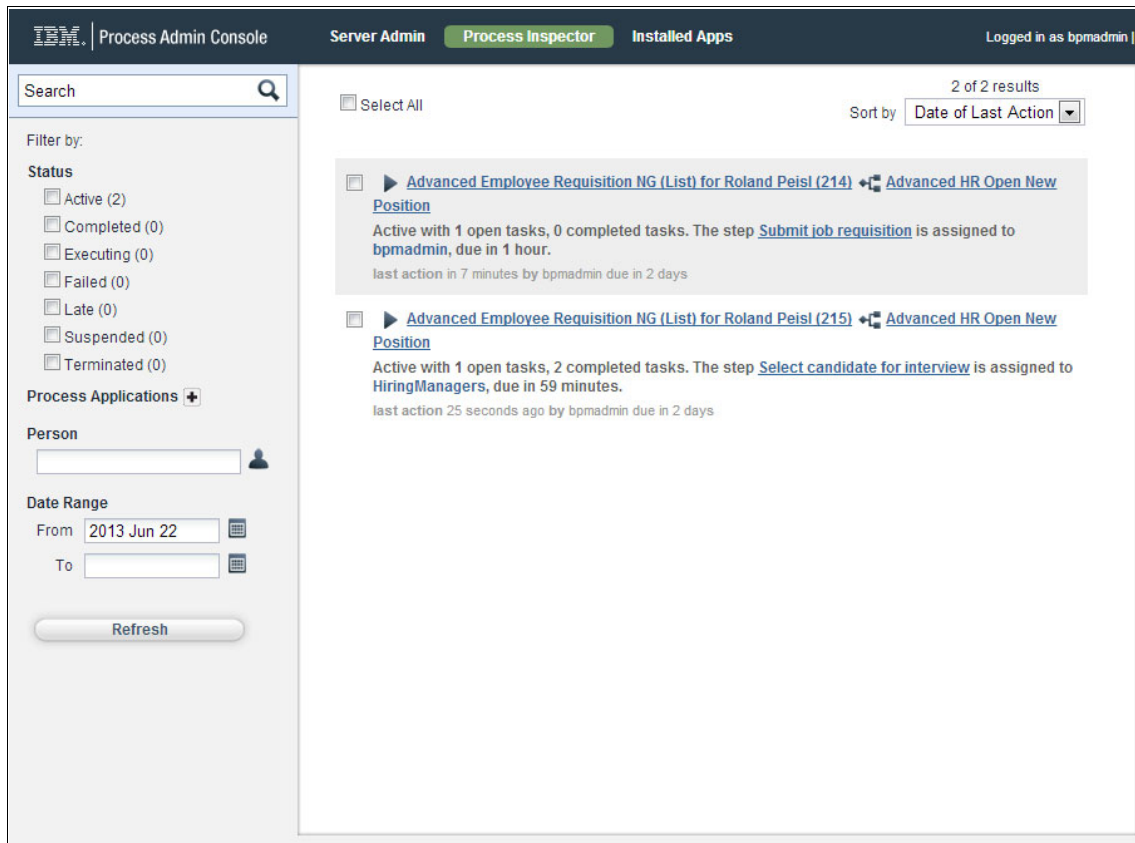 IBM. Process Admin Console
Server Admin Process Inspector Installed Apps
Logged in as bpmadmin |
Search
Filter by:
Status
Active (2)
Completed (0)
Executing (0)
Failed (0)
Late (0)
Suspended (0)
Terminated (0)
Process Applications
Person
Date Range
From 2013 Jun 22
To
Refresh
Select All
2 of 2 results
Sort by Date of Last Action
Advanced Employee Requisition NG (List) for Roland Peisl (214) Advanced HR Open New
Position
Active with 1 open tasks, 0 completed tasks. The step Submit job requisition is assigned to
bpmadmin, due in 1 hour.
last action in 7 minutes by bpmadmin due in 2 days
Advanced Employee Requisition NG (List) for Roland Peisl (215) Advanced HR Open New
Position
Active with 1 open tasks, 2 completed tasks. The step Select candidate for interview is assigned to
HiringManagers, due in 59 minutes.
last action 25 seconds ago by bpmadmin due in 2 days